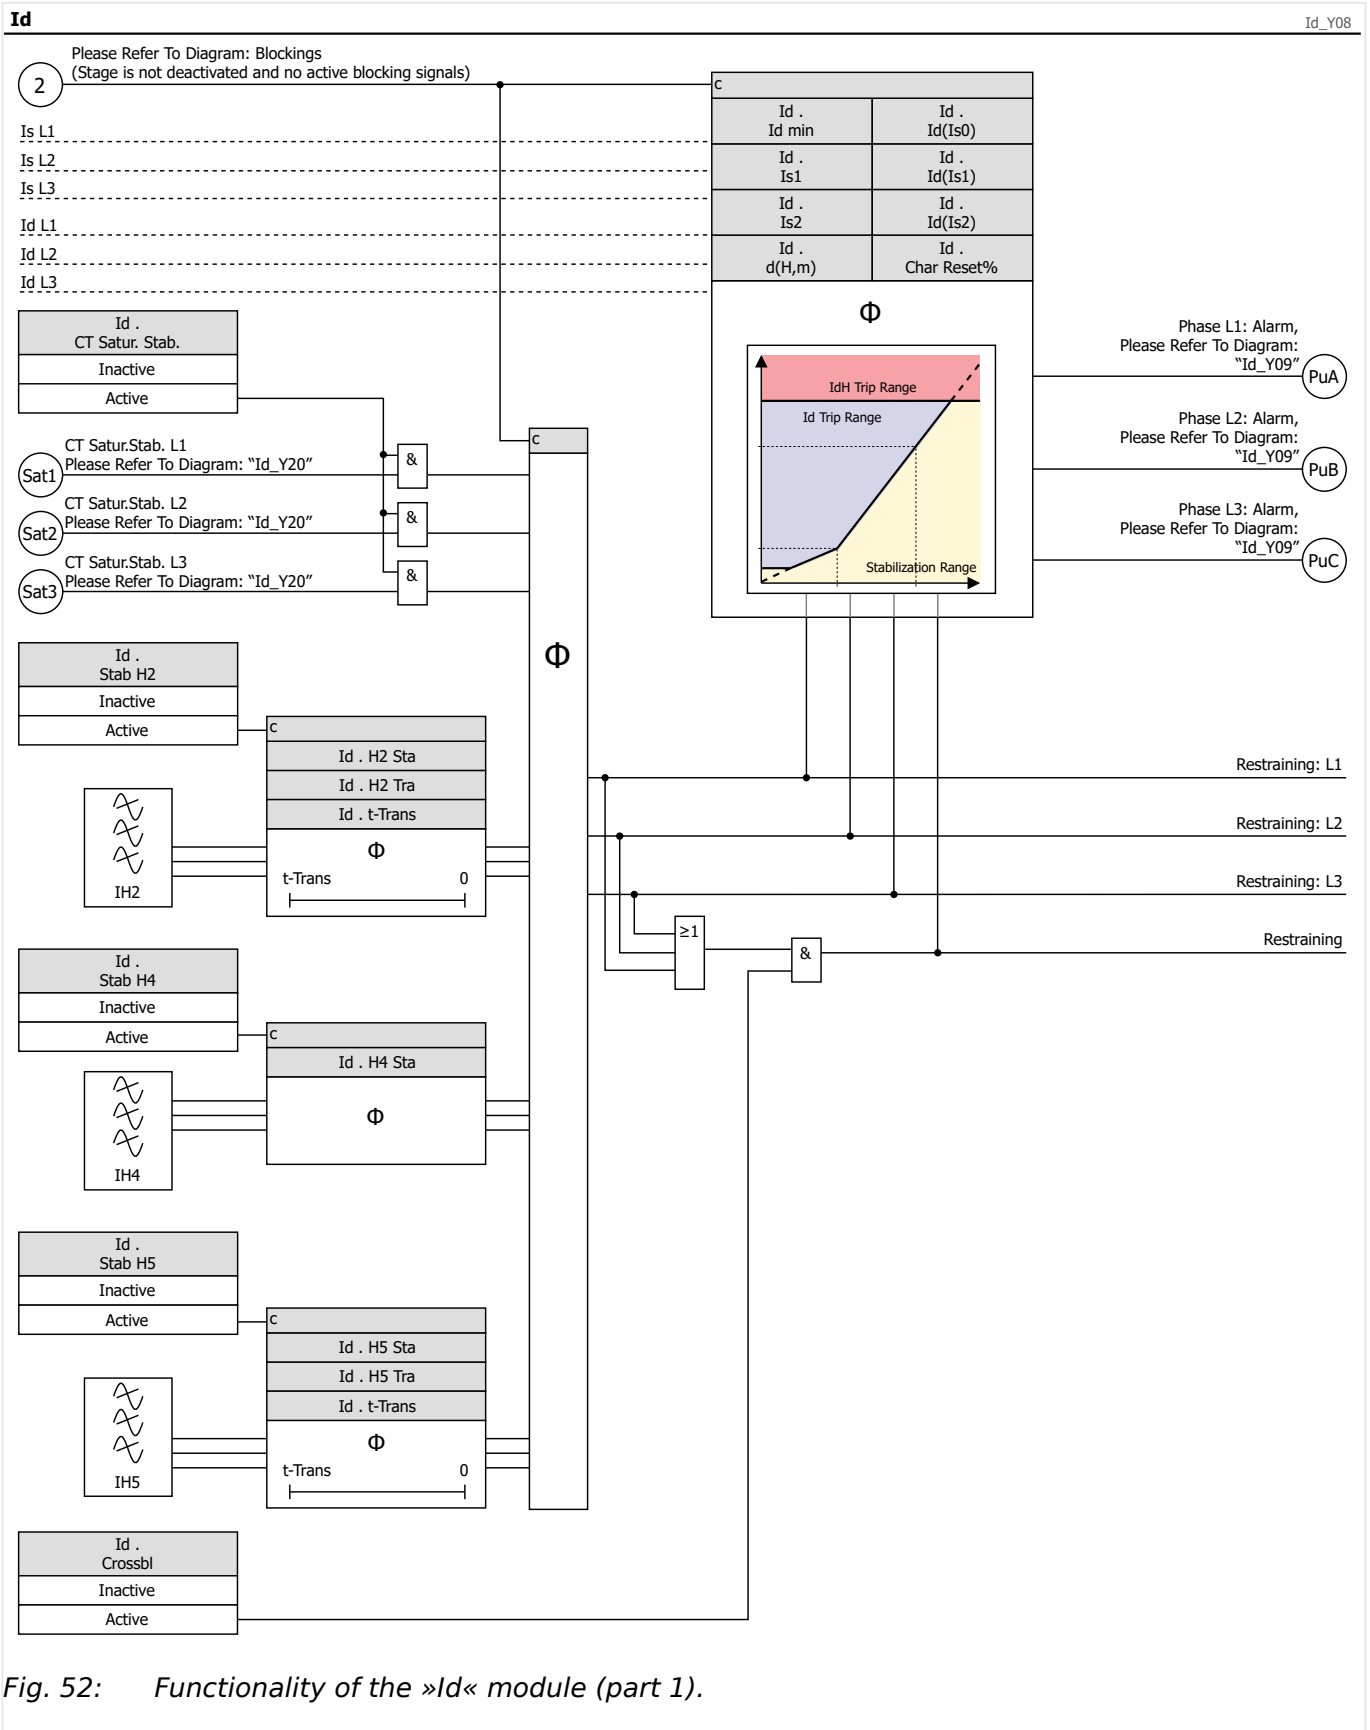 Id
Id_Y08
Please Refer To Diagram: Blockings
(Stage is not deactivated and no active blocking signals)
2
c
Id .
Id min
Id .
Id(Is0)
Id .
Is1
Id .
Id(Is1)
Id .
Is2
Id .
Id(Is2)
Id .
d(H,m)
Id .
Char Reset%
Is L1
Is L2
Is L3
Id L1
Id L2
Id L3
Φ
IdH Trip Range
Id Trip Range
Stabilization Range
Phase L1: Alarm,
Please Refer To Diagram:
“Id_Y09”
PuA
Phase L2: Alarm,
Please Refer To Diagram:
“Id_Y09”
PuB
Phase L3: Alarm,
Please Refer To Diagram:
“Id_Y09”
PuC
Id .
CT Satur. Stab.
Inactive
Active
CT Satur.Stab. L1
Please Refer To Diagram: “Id_Y20”
Sat1
&
CT Satur.Stab. L2
Please Refer To Diagram: “Id_Y20”
Sat2
&
CT Satur.Stab. L3
Please Refer To Diagram: “Id_Y20”
Sat3
&
c
Φ
Id .
Stab H2
Inactive
Active
c
Id . H2 Sta
Id . H2 Tra
Id . t-Trans
Φ
t-Trans 0
IH2
Restraining: L1
Restraining: L2
Restraining: L3
≥1
&
Restraining
Id .
Stab H4
Inactive
Active
c
Id . H4 Sta
Φ
IH4
Id .
Stab H5
Inactive
Active
c
Id . H5 Sta
Id . H5 Tra
Id . t-Trans
Φ
t-Trans 0
IH5
Id .
Crossbl
Inactive
Active
Fig. 52: Functionality of the »Id« module (part 1).